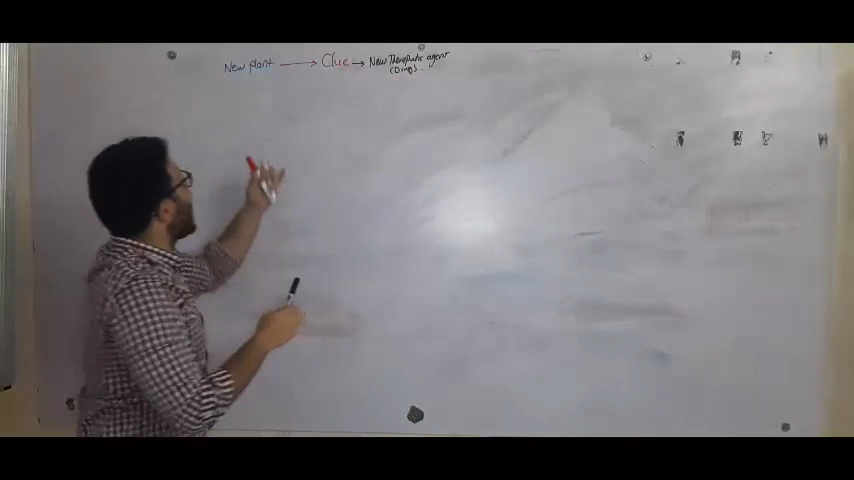 New plant → Clue → New Therapeutic agent
(Drug).